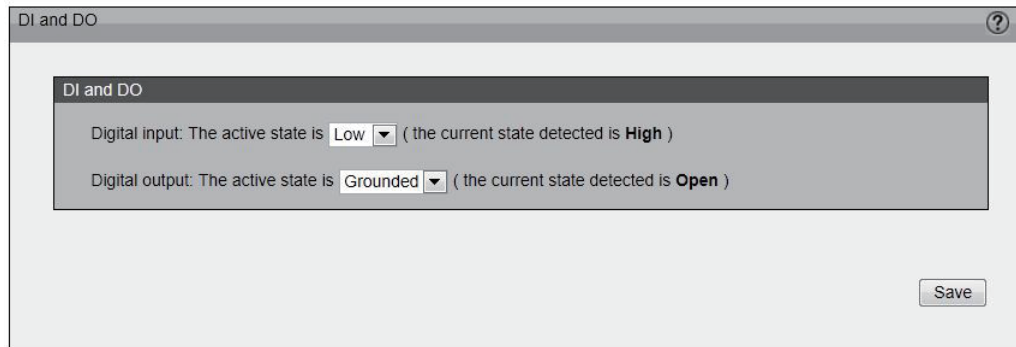 DI and DO
?
DI and DO
Digital input: The active state is Low ( the current state detected is High )
Digital output: The active state is Grounded ( the current state detected is Open )
Save